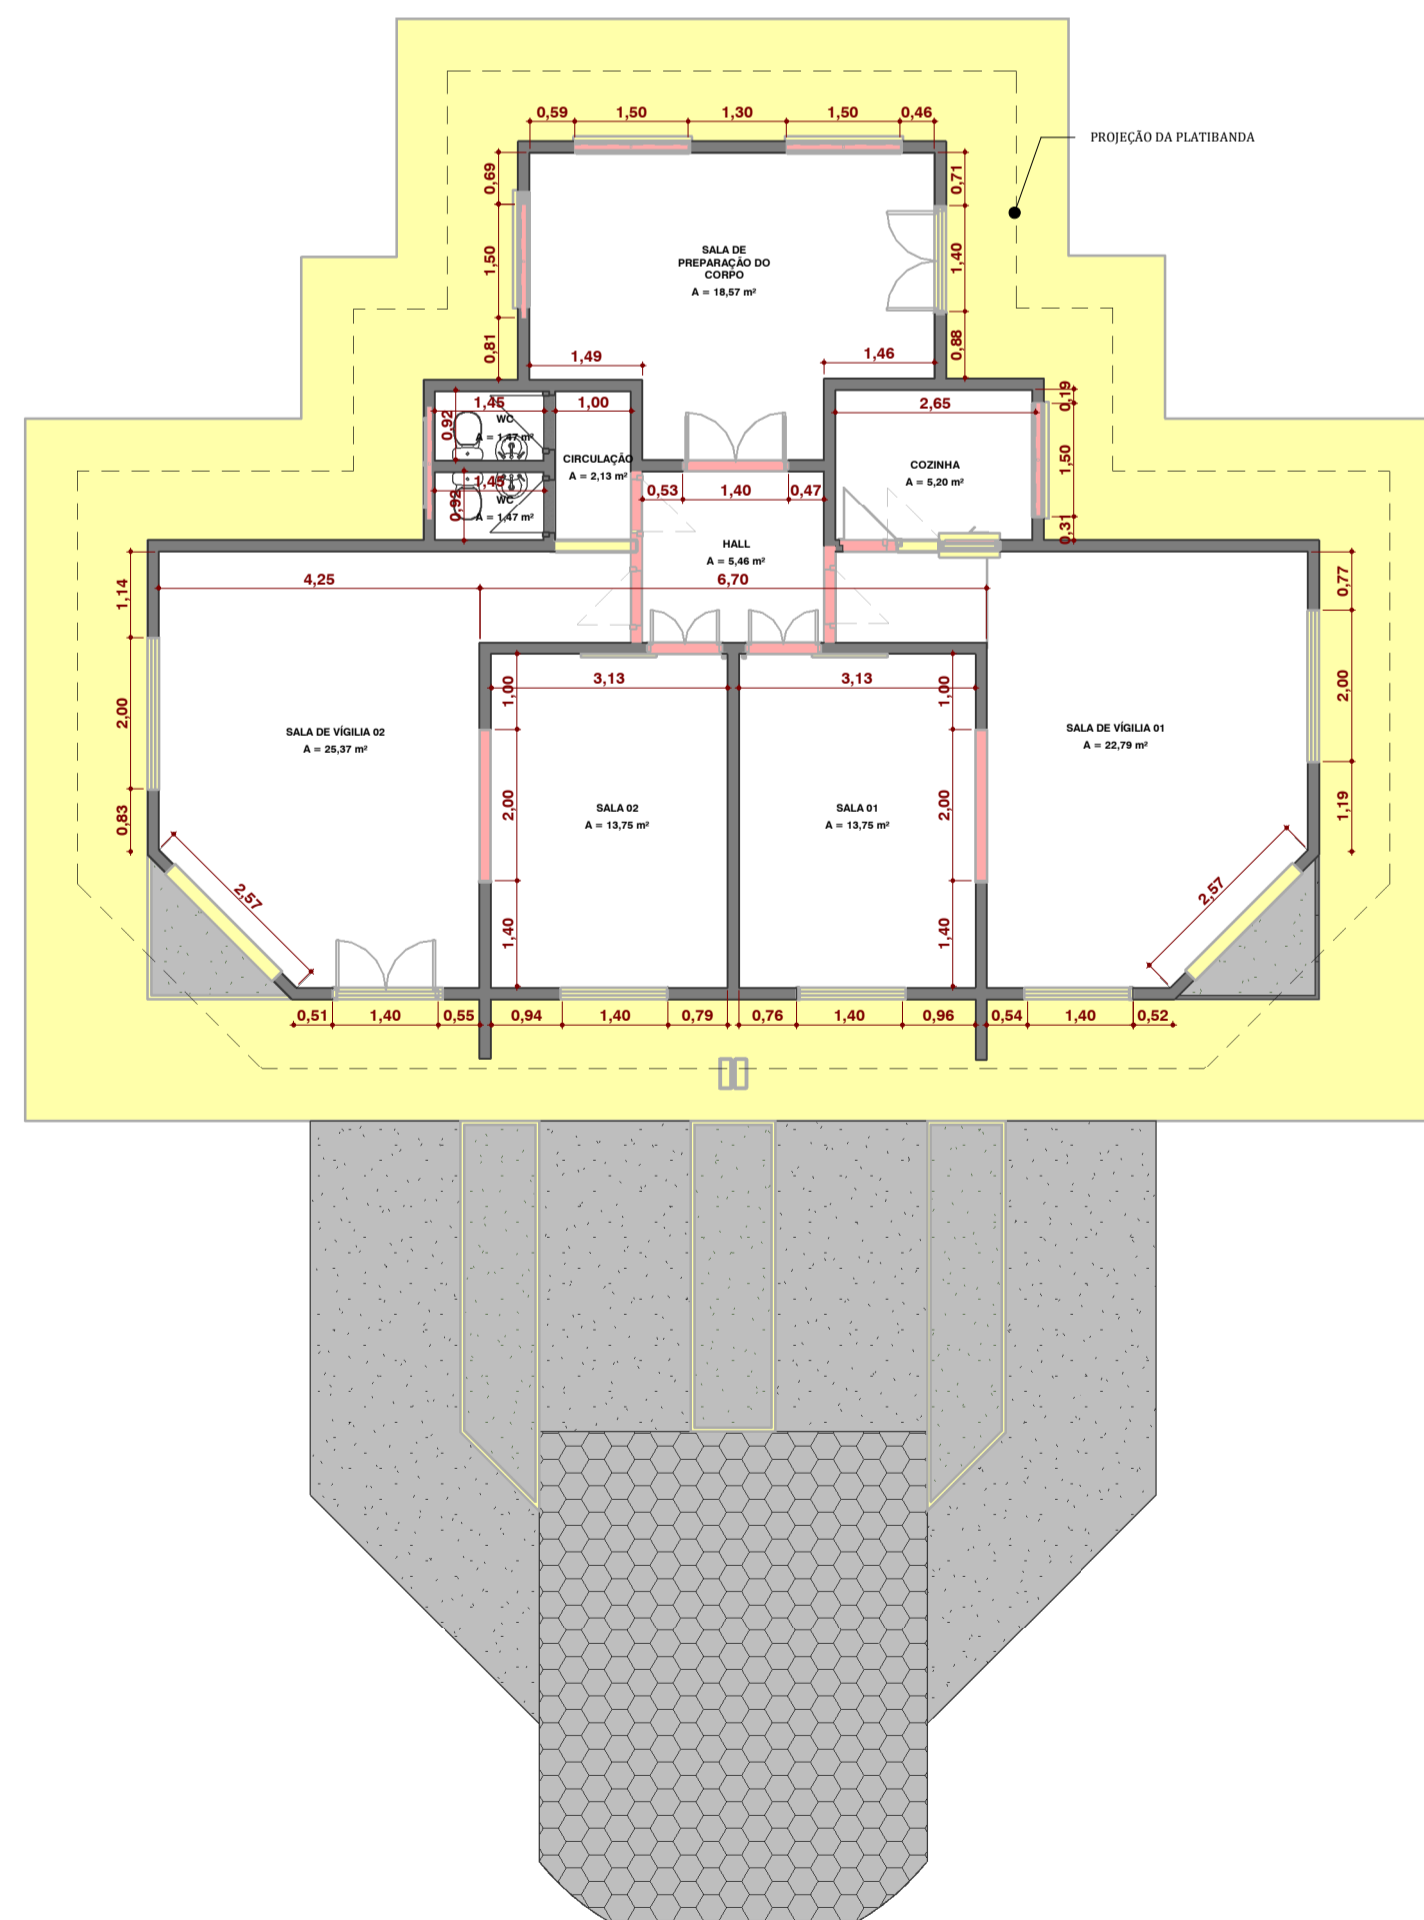 0,59 1,50 1,30 1,50 0,46
PROJEÇÃO DA PLATIBANDA
0,69
1,50
0,81
0,71
1,40
0,88
SALA DE
PREPARAÇÃO DO
CORPO
A = 18,57 m²
1,49
1,46
1,45
0,92
WC
A = 1,47 m²
1,00
CIRCULAÇÃO
A = 2,13 m²
1,45
0,92
WC
A = 1,47 m²
2,65
COZINHA
A = 5,20 m²
0,19
1,50
0,31
0,53 1,40 0,47
HALL
A = 5,46 m²
4,25
6,70
1,14
2,00
0,83
0,77
2,00
1,19
SALA DE VÍGILIA 02
A = 25,37 m²
2,57
3,13
1,00
2,00
1,40
SALA 02
A = 13,75 m²
3,13
1,00
2,00
1,40
SALA 01
A = 13,75 m²
SALA DE VÍGILIA 01
A = 22,79 m²
2,57
0,51 1,40 0,55 0,94 1,40 0,79 0,76 1,40 0,96 0,54 1,40 0,52